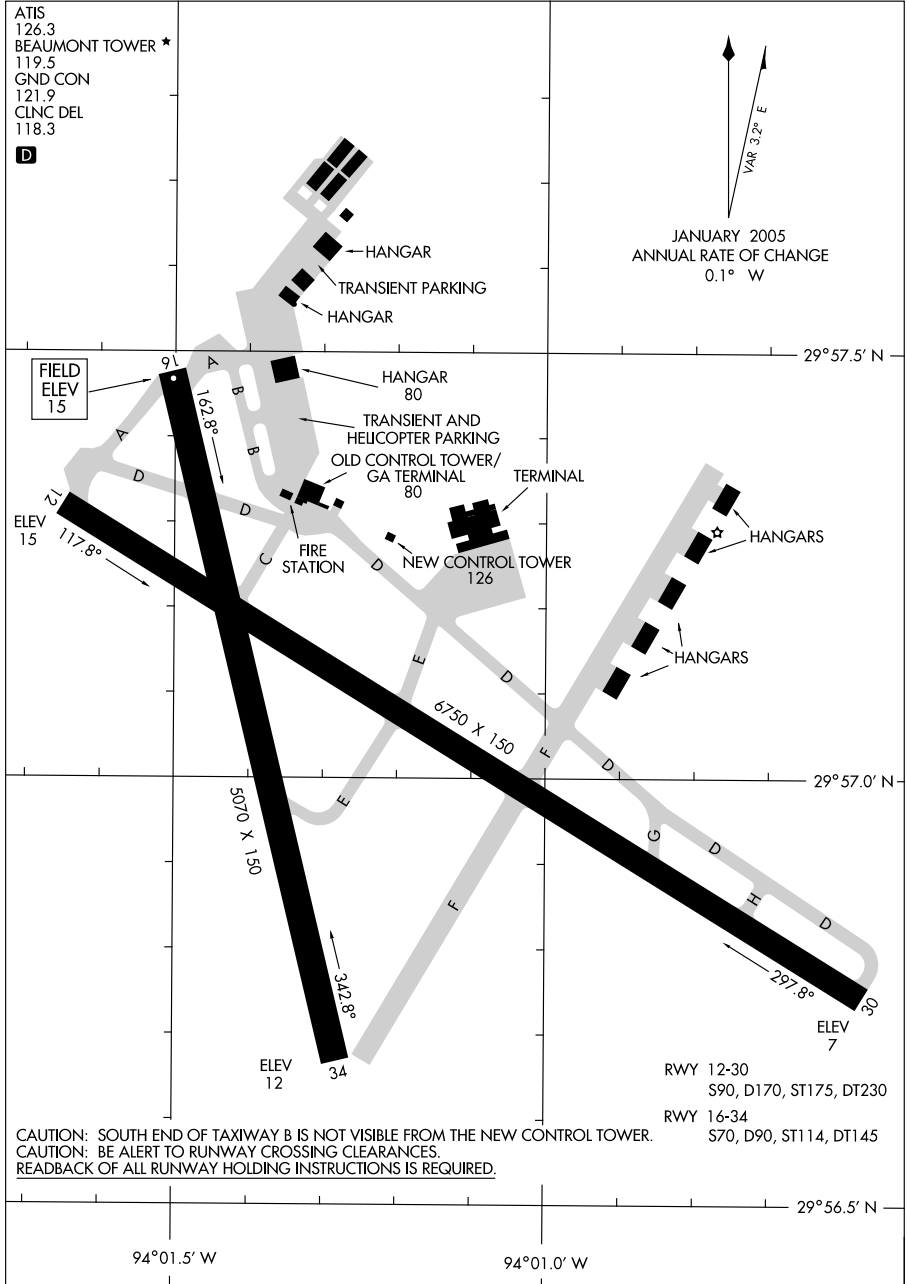 ATIS
126.3
BEAUMONT TOWER ★
119.5
GND CON
121.9
CLNC DEL
118.3
D
VAR 3.2° E
JANUARY 2005
ANNUAL RATE OF CHANGE
0.1° W
HANGAR
TRANSIENT PARKING
HANGAR
29°57.5' N
FIELD
ELEV
15
16
A
B
HANGAR
80
162.8°
A
B
TRANSIENT AND
HELICOPTER PARKING
OLD CONTROL TOWER/
GA TERMINAL
80
TERMINAL
D
12
D
ELEV
15
117.8°
C
FIRE
STATION
D
NEW CONTROL TOWER
126
HANGARS
E
HANGARS
D
6750 X 150
F
D
29°57.0' N
5070 X 150
E
G
D
H
F
D
342.8°
297.8°
30
ELEV
7
ELEV
12
34
RWY 12-30
S90, D170, ST175, DT230
RWY 16-34
S70, D90, ST114, DT145
CAUTION: SOUTH END OF TAXIWAY B IS NOT VISIBLE FROM THE NEW CONTROL TOWER.
CAUTION: BE ALERT TO RUNWAY CROSSING CLEARANCES.
READBACK OF ALL RUNWAY HOLDING INSTRUCTIONS IS REQUIRED.
29°56.5' N
94°01.5' W
94°01.0' W